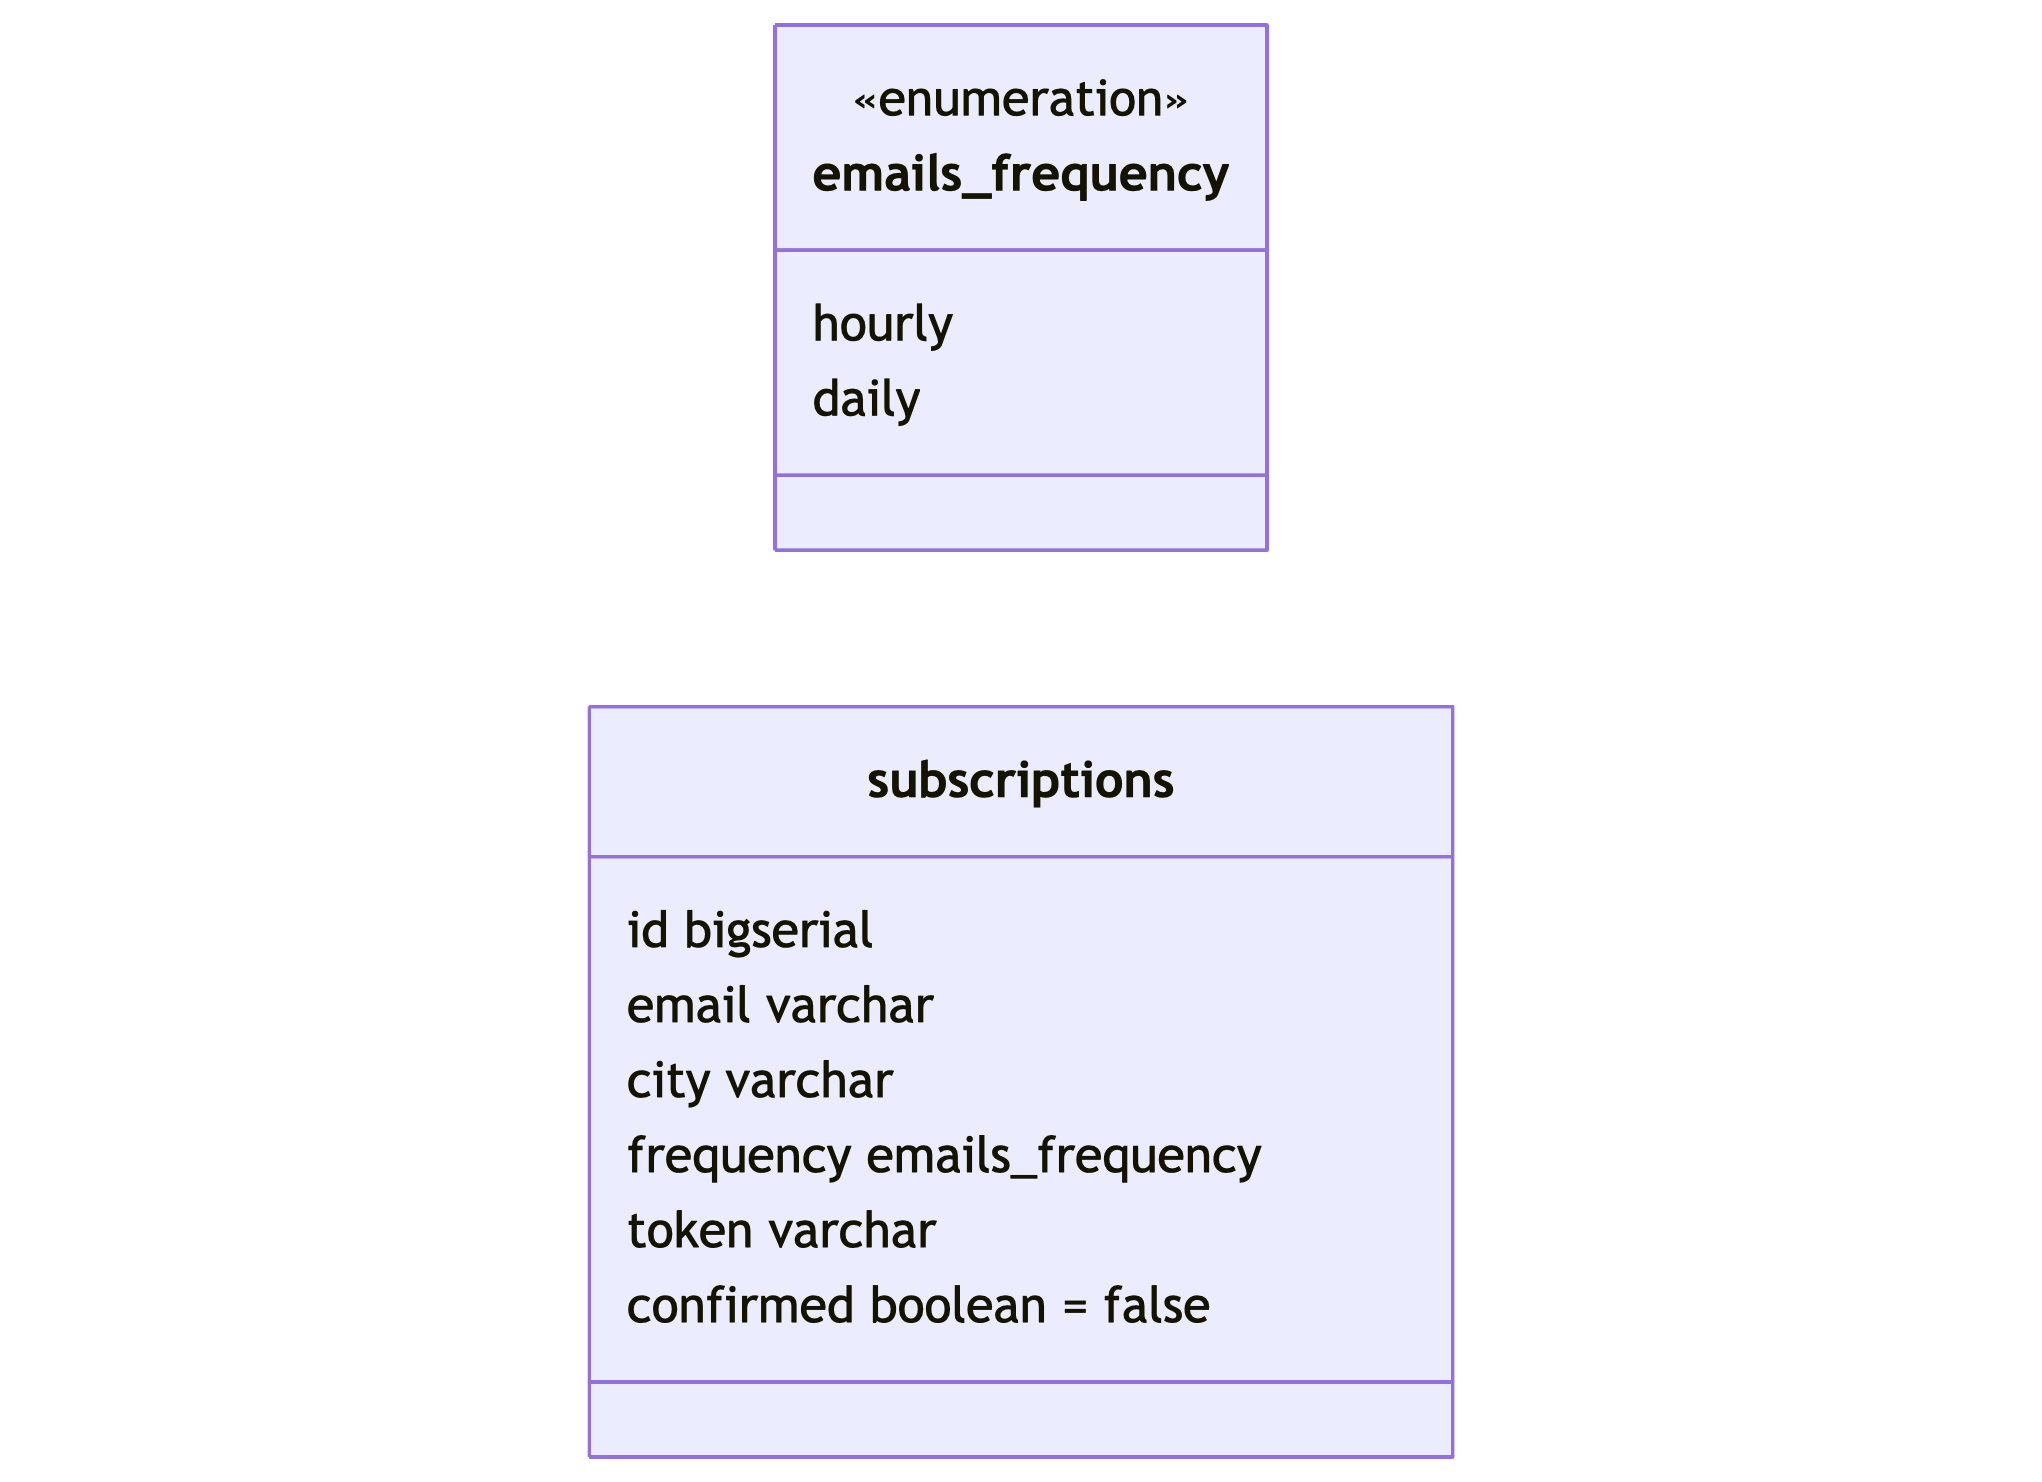 «enumeration»
emails_frequency
hourly
daily
subscriptions
id bigserial
email varchar
city varchar
frequency emails_frequency
token varchar
confirmed boolean = false